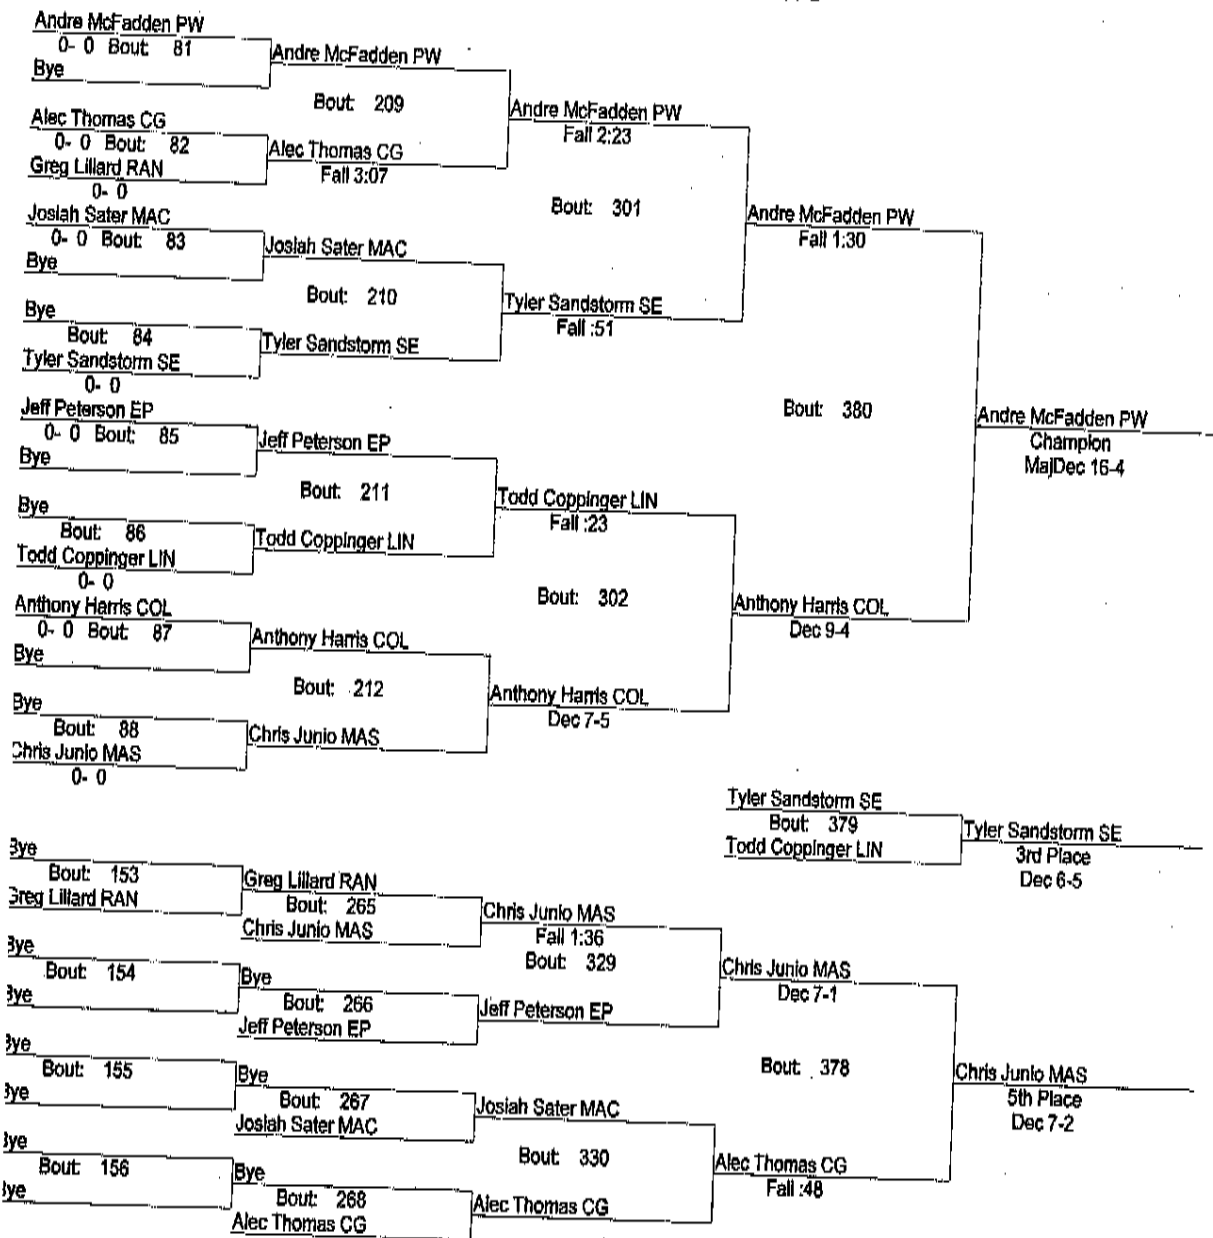 Andre McFadden PW
0- 0 Bout: 81
Bye
Andre McFadden PW
Bout: 209
Alec Thomas CG
0- 0 Bout: 82
Greg Lillard RAN
0- 0
Alec Thomas CG
Fall 3:07
Andre McFadden PW
Fall 2:23
Bout: 301
Josiah Sater MAC
0- 0 Bout: 83
Bye
Josiah Sater MAC
Bout: 210
Bye
Bout: 84
Tyler Sandstorm SE
0- 0
Tyler Sandstorm SE
Tyler Sandstorm SE
Fall :51
Andre McFadden PW
Fall 1:30
Bout: 380
Jeff Peterson EP
0- 0 Bout: 85
Bye
Jeff Peterson EP
Bout: 211
Bye
Bout: 86
Todd Coppinger LIN
0- 0
Todd Coppinger LIN
Todd Coppinger LIN
Fall :23
Bout: 302
Anthony Harris COL
0- 0 Bout: 87
Bye
Anthony Harris COL
Bout: 212
Bye
Bout: 88
Chris Junio MAS
0- 0
Chris Junio MAS
Anthony Harris COL
Dec 7-5
Anthony Harris COL
Dec 9-4
Andre McFadden PW
Champion
MajDec 16-4
Tyler Sandstorm SE
Bout: 379
Todd Coppinger LIN
Tyler Sandstorm SE
3rd Place
Dec 6-5
Bye
Bout: 153
Greg Lillard RAN
Greg Lillard RAN
Bout: 265
Chris Junio MAS
Chris Junio MAS
Fall 1:36
Bout: 329
Bye
Bout: 154
Bye
Bye
Bout: 266
Jeff Peterson EP
Jeff Peterson EP
Chris Junio MAS
Dec 7-1
Bout: 378
Bye
Bout: 155
Bye
Bye
Bout: 267
Josiah Sater MAC
Josiah Sater MAC
Bout: 330
Bye
Bout: 156
Bye
Bye
Bout: 268
Alec Thomas CG
Alec Thomas CG
Alec Thomas CG
Fall :48
Chris Junio MAS
5th Place
Dec 7-2